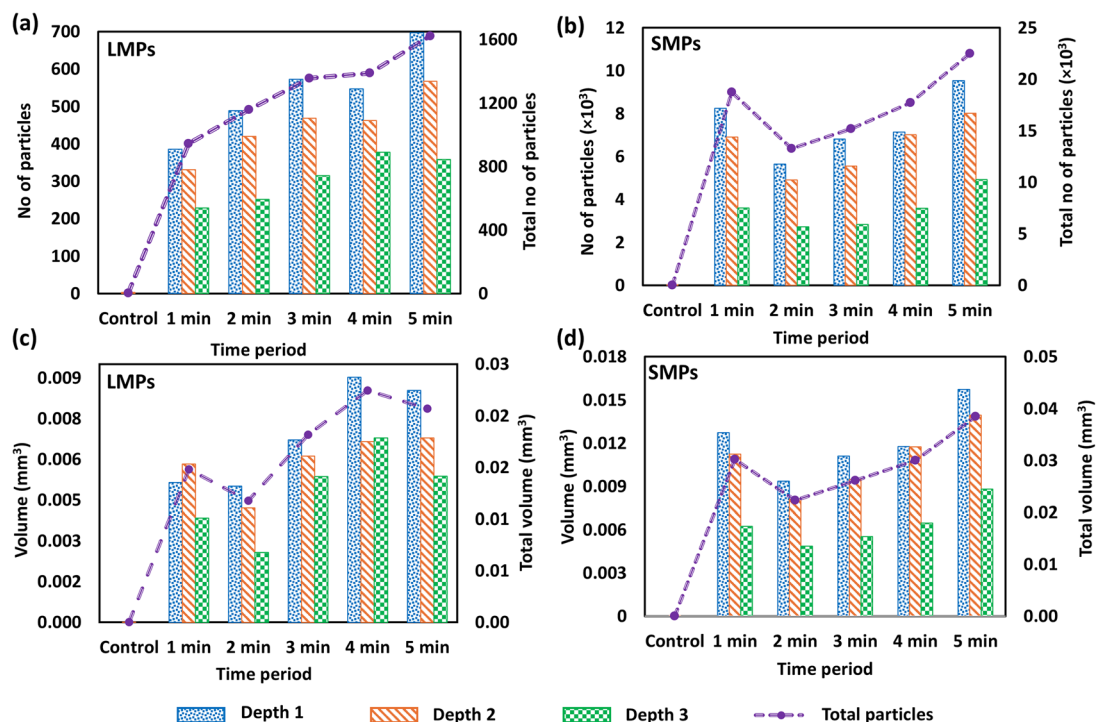 (a)
LMPs
No of particles
700
600
500
400
300
200
100
0
1600
1200
800
400
0
Total no of particles
Control 1 min 2 min 3 min 4 min 5 min
Time period
(b)
SMPs
No of particles (×10³)
12
10
8
6
4
2
0
25
20
15
10
5
0
Total no of particles (×10³)
Control 1 min 2 min 3 min 4 min 5 min
Time period
(c)
LMPs
Volume (mm³)
0.009
0.008
0.006
0.005
0.003
0.002
0.000
0.03
0.02
0.02
0.01
0.01
0.00
Total volume (mm³)
Control 1 min 2 min 3 min 4 min 5 min
Time period
(d)
SMPs
Volume (mm³)
0.018
0.015
0.012
0.009
0.006
0.003
0
0.05
0.04
0.03
0.02
0.01
0.00
Total volume (mm³)
Control 1 min 2 min 3 min 4 min 5 min
Time period
Depth 1 Depth 2 Depth 3 Total particles